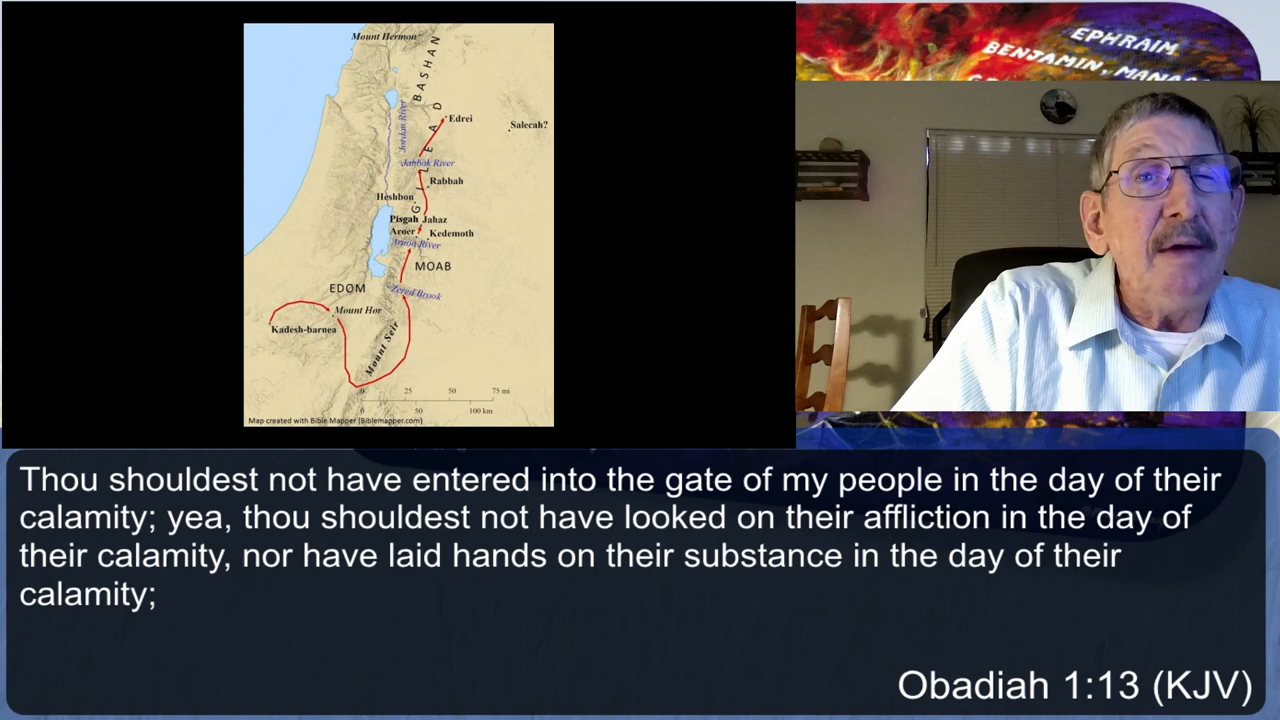 Mount Hermon
BASHAN
Jordan River
GILEAD
Edrei
Salecah?
Jabbok River
Rabbah
Heshbon
Pisgah
Jahaz
Aroer
Kedemoth
Arnon River
MOAB
EDOM
Zered Brook
Mount Hor
Kadesh-barnea
Mount Seir
0 25 50 75 mi
0 50 100 km
Map created with Bible Mapper (Biblemapper.com)
EPHRAIM
BENJAMIN, MANAS
Thou shouldest not have entered into the gate of my people in the day of their
calamity; yea, thou shouldest not have looked on their affliction in the day of
their calamity, nor have laid hands on their substance in the day of their
calamity;
Obadiah 1:13 (KJV)